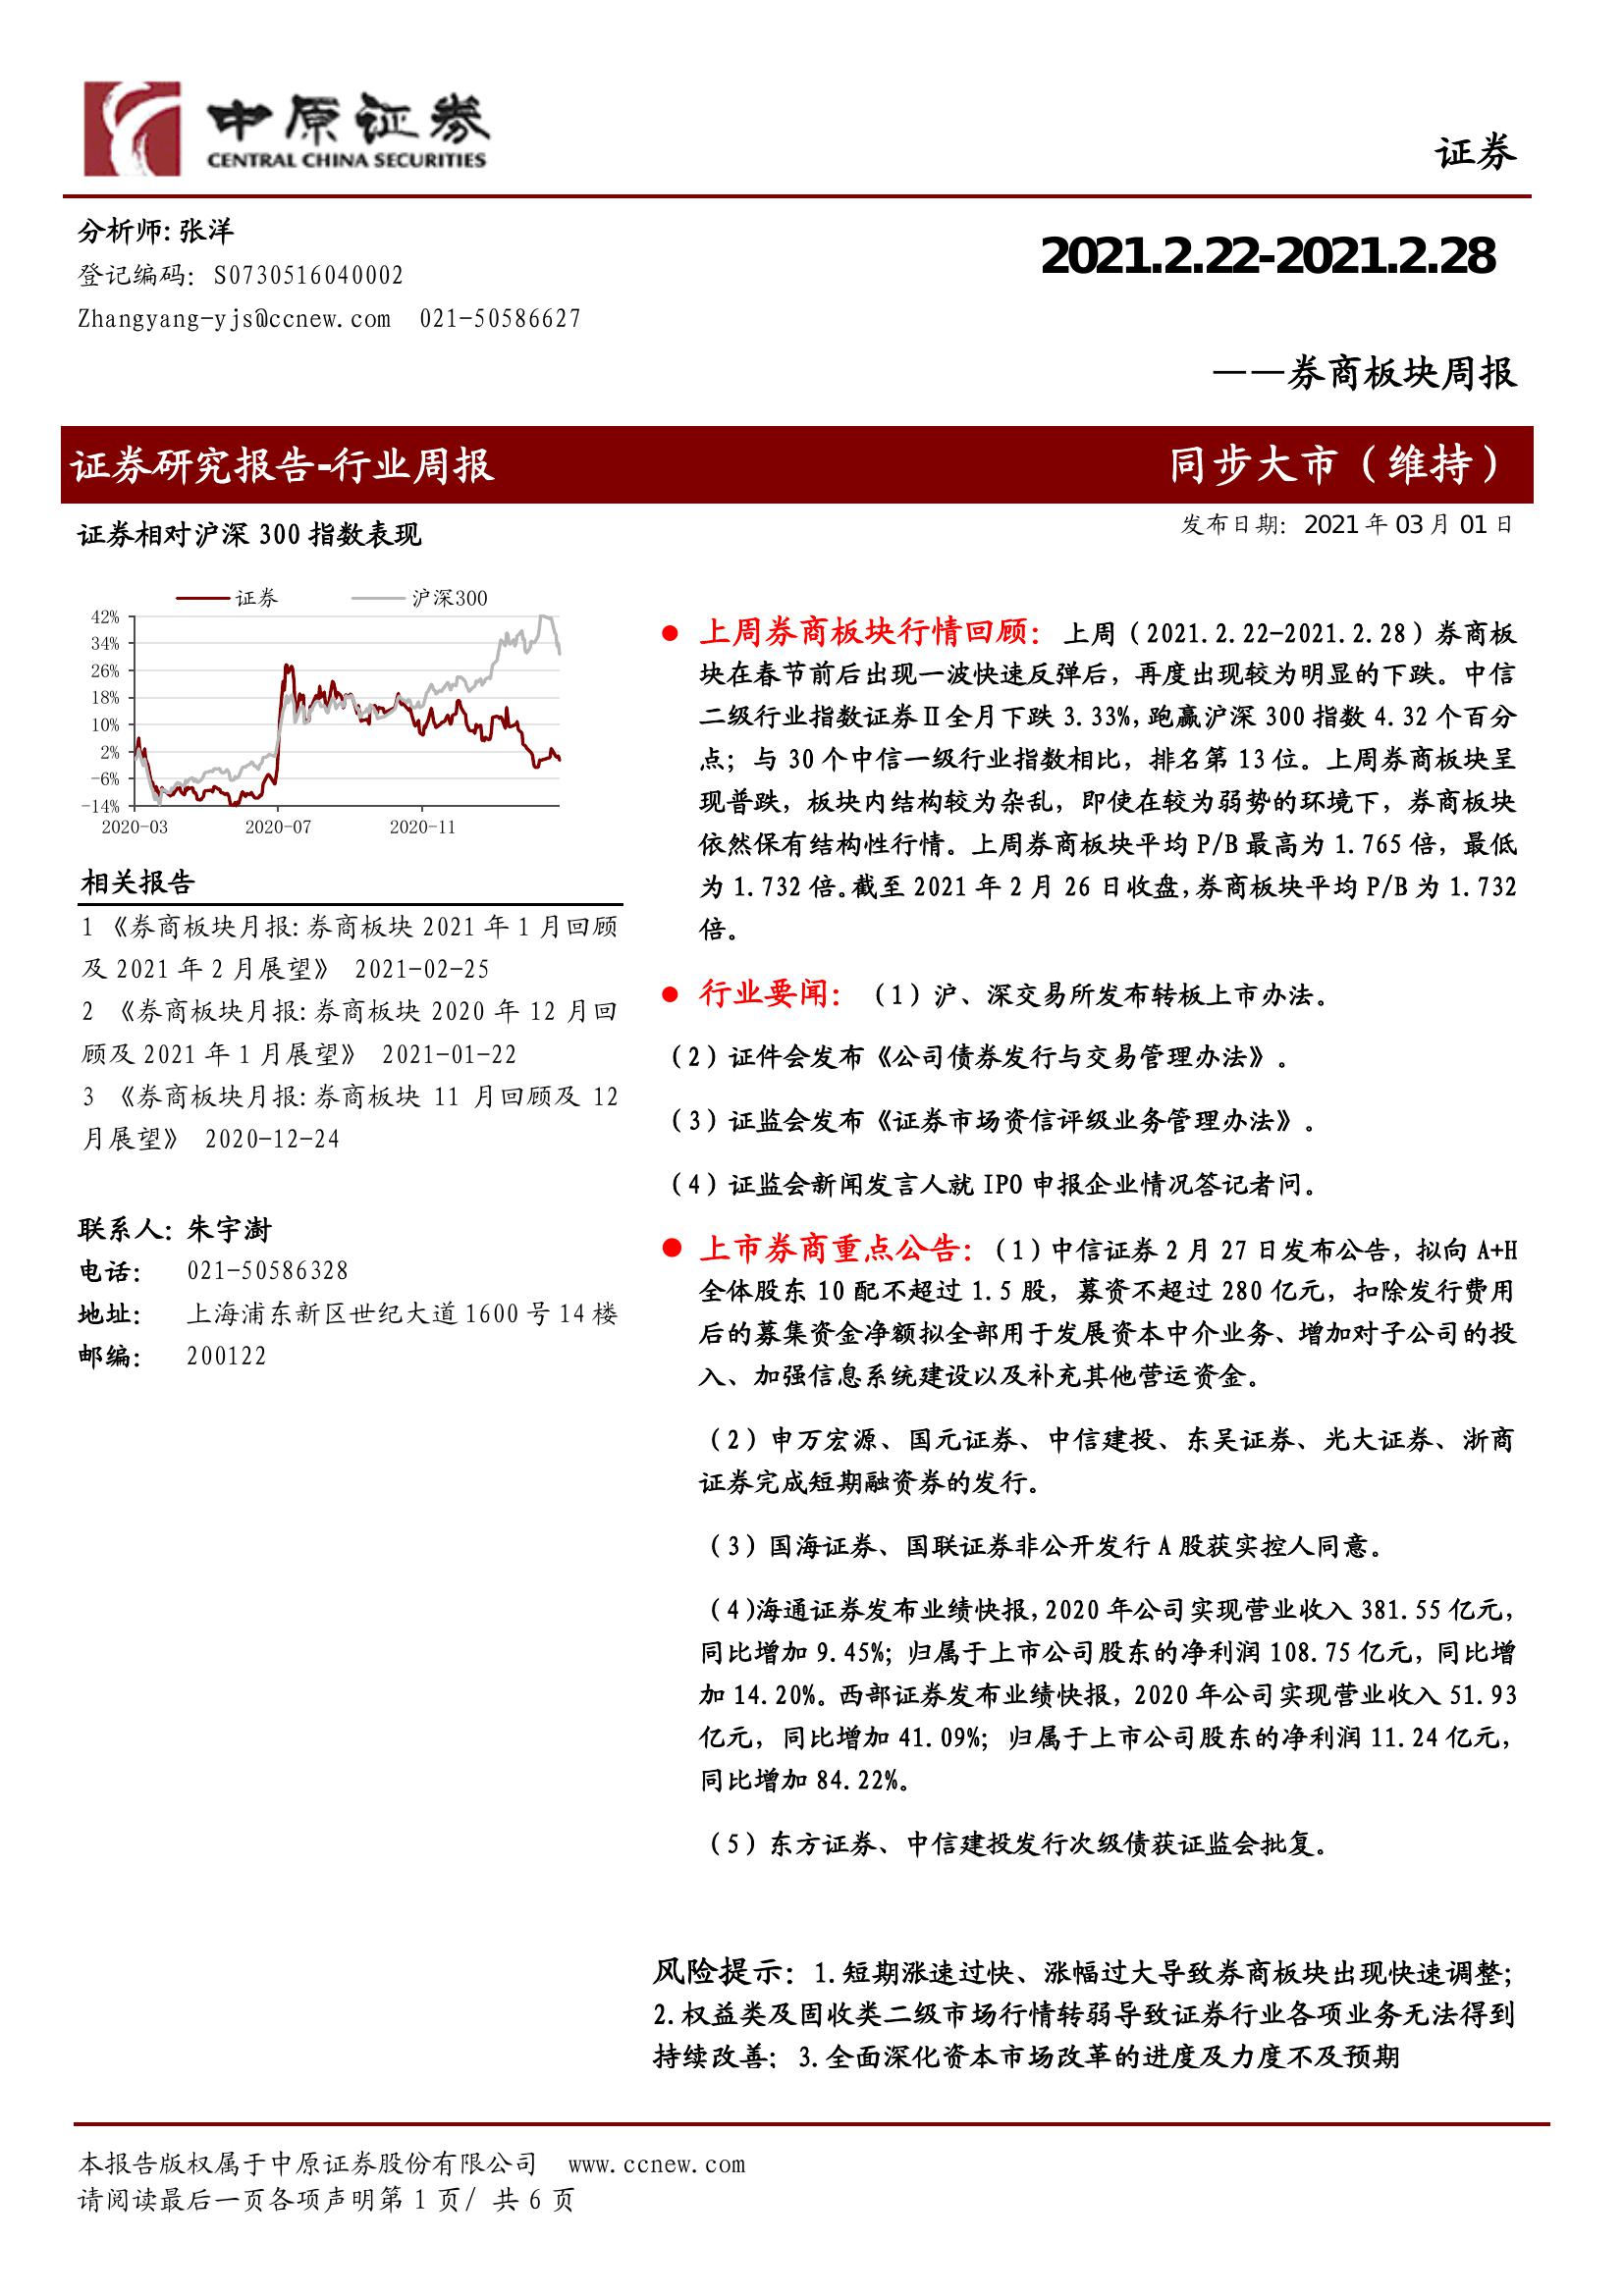 中原证券
CENTRAL CHINA SECURITIES
证券
分析师：张洋
登记编码：S0730516040002
Zhangyang-yjs@ccnew.com 021-50586627
2021.2.22-2021.2.28
——券商板块周报
证券研究报告-行业周报
同步大市（维持）
证券相对沪深 300 指数表现
发布日期：2021 年 03 月 01 日
证券 沪深300
42%
34%
26%
18%
10%
2%
-6%
-14%
2020-03 2020-07 2020-11
相关报告
1 《券商板块月报：券商板块 2021 年 1 月回顾
及 2021 年 2 月展望》 2021-02-25
2 《券商板块月报：券商板块 2020 年 12 月回
顾及 2021 年 1 月展望》 2021-01-22
3 《券商板块月报：券商板块 11 月回顾及 12
月展望》 2020-12-24
联系人：朱宇澍
电话： 021-50586328
地址： 上海浦东新区世纪大道 1600 号 14 楼
邮编： 200122
● 上周券商板块行情回顾：上周（2021.2.22-2021.2.28）券商板
块在春节前后出现一波快速反弹后，再度出现较为明显的下跌。中信
二级行业指数证券Ⅱ全月下跌 3.33%，跑赢沪深 300 指数 4.32 个百分
点；与 30 个中信一级行业指数相比，排名第 13 位。上周券商板块呈
现普跌，板块内结构较为杂乱，即使在较为弱势的环境下，券商板块
依然保有结构性行情。上周券商板块平均 P/B 最高为 1.765 倍，最低
为 1.732 倍。截至 2021 年 2 月 26 日收盘，券商板块平均 P/B 为 1.732
倍。
● 行业要闻：（1）沪、深交易所发布转板上市办法。
（2）证件会发布《公司债券发行与交易管理办法》。
（3）证监会发布《证券市场资信评级业务管理办法》。
（4）证监会新闻发言人就 IPO 申报企业情况答记者问。
● 上市券商重点公告：（1）中信证券 2 月 27 日发布公告，拟向 A+H
全体股东 10 配不超过 1.5 股，募资不超过 280 亿元，扣除发行费用
后的募集资金净额拟全部用于发展资本中介业务、增加对子公司的投
入、加强信息系统建设以及补充其他营运资金。
（2）申万宏源、国元证券、中信建投、东吴证券、光大证券、浙商
证券完成短期融资券的发行。
（3）国海证券、国联证券非公开发行 A 股获实控人同意。
（4）海通证券发布业绩快报，2020 年公司实现营业收入 381.55 亿元，
同比增加 9.45%；归属于上市公司股东的净利润 108.75 亿元，同比增
加 14.20%。西部证券发布业绩快报，2020 年公司实现营业收入 51.93
亿元，同比增加 41.09%；归属于上市公司股东的净利润 11.24 亿元，
同比增加 84.22%。
（5）东方证券、中信建投发行次级债获证监会批复。
风险提示：1.短期涨速过快、涨幅过大导致券商板块出现快速调整；
2.权益类及固收类二级市场行情转弱导致证券行业各项业务无法得到
持续改善；3.全面深化资本市场改革的进度及力度不及预期
本报告版权属于中原证券股份有限公司 www.ccnew.com
请阅读最后一页各项声明第 1 页/ 共 6 页